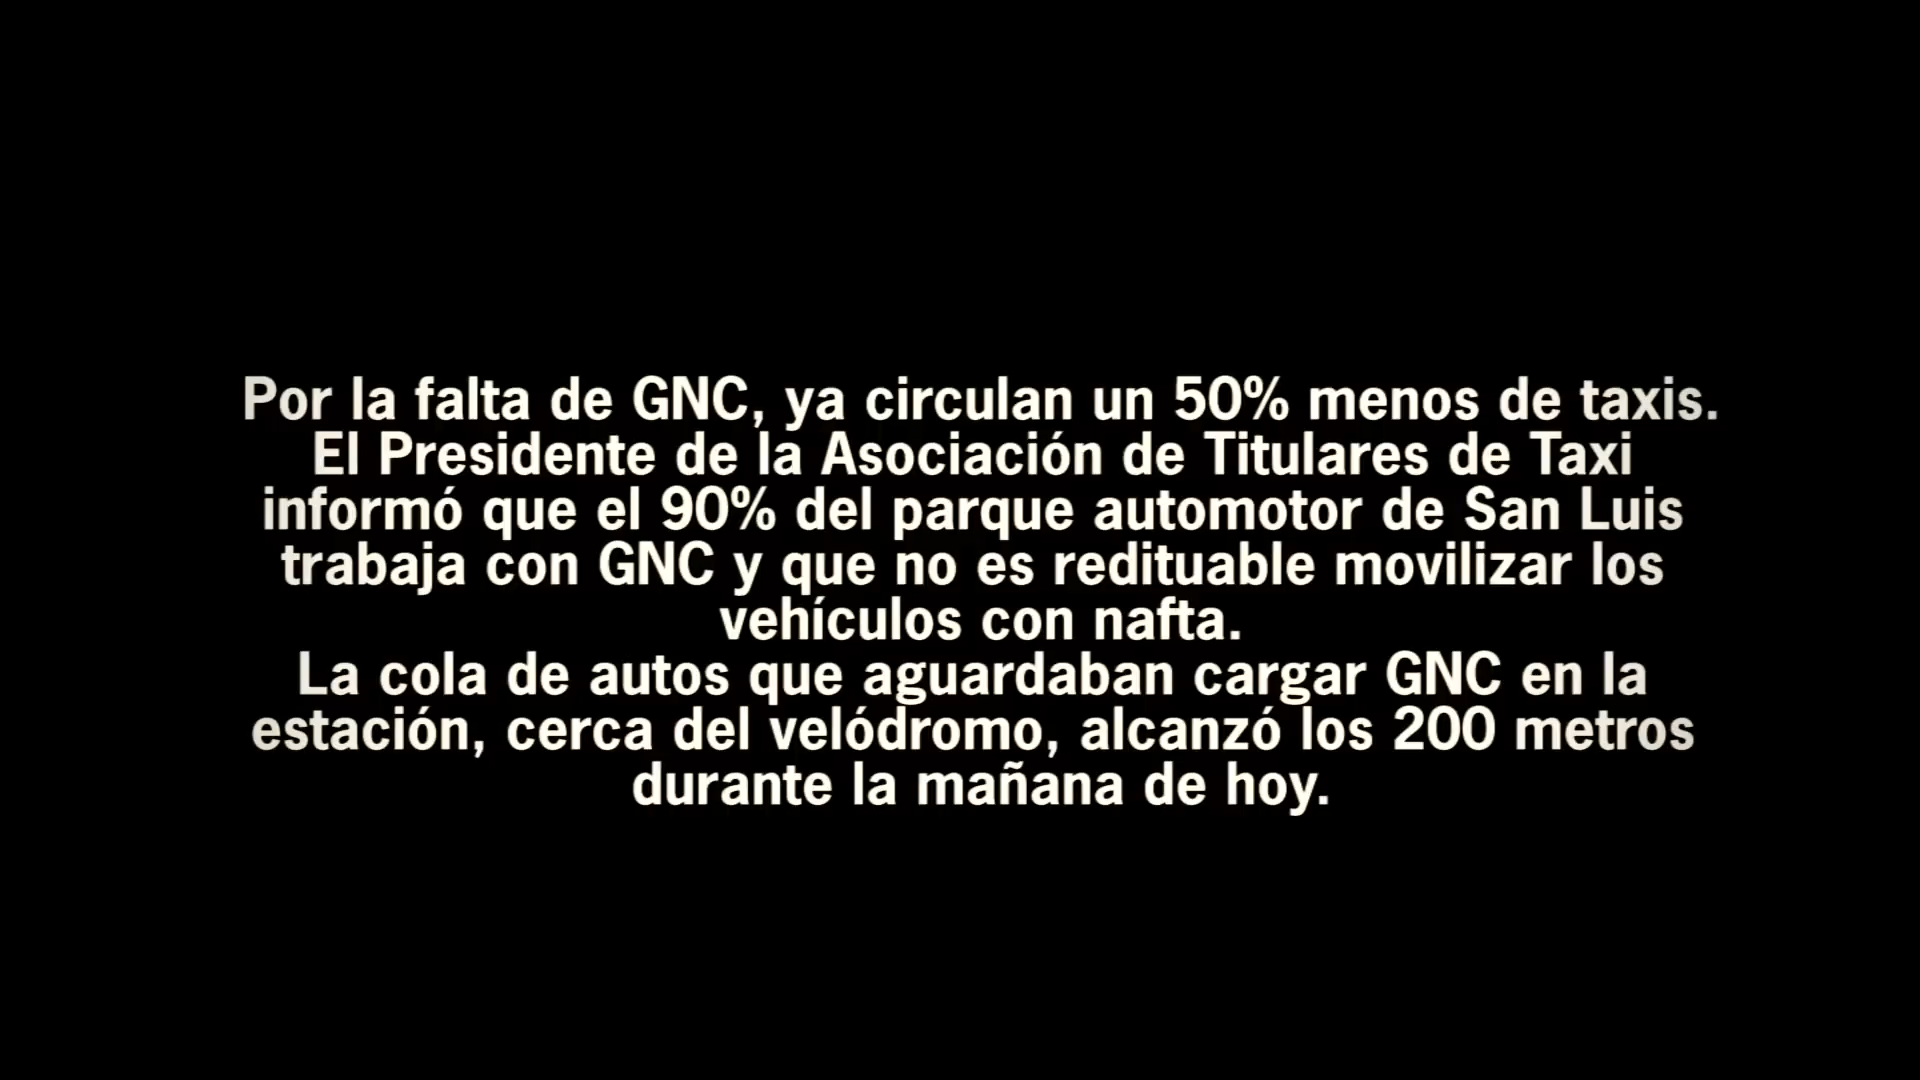 Por la falta de GNC, ya circulan un 50% menos de taxis.
El Presidente de la Asociación de Titulares de Taxi
informó que el 90% del parque automotor de San Luis
trabaja con GNC y que no es redituable movilizar los
vehículos con nafta.
La cola de autos que aguardaban cargar GNC en la
estación, cerca del velódromo, alcanzó los 200 metros
durante la mañana de hoy.